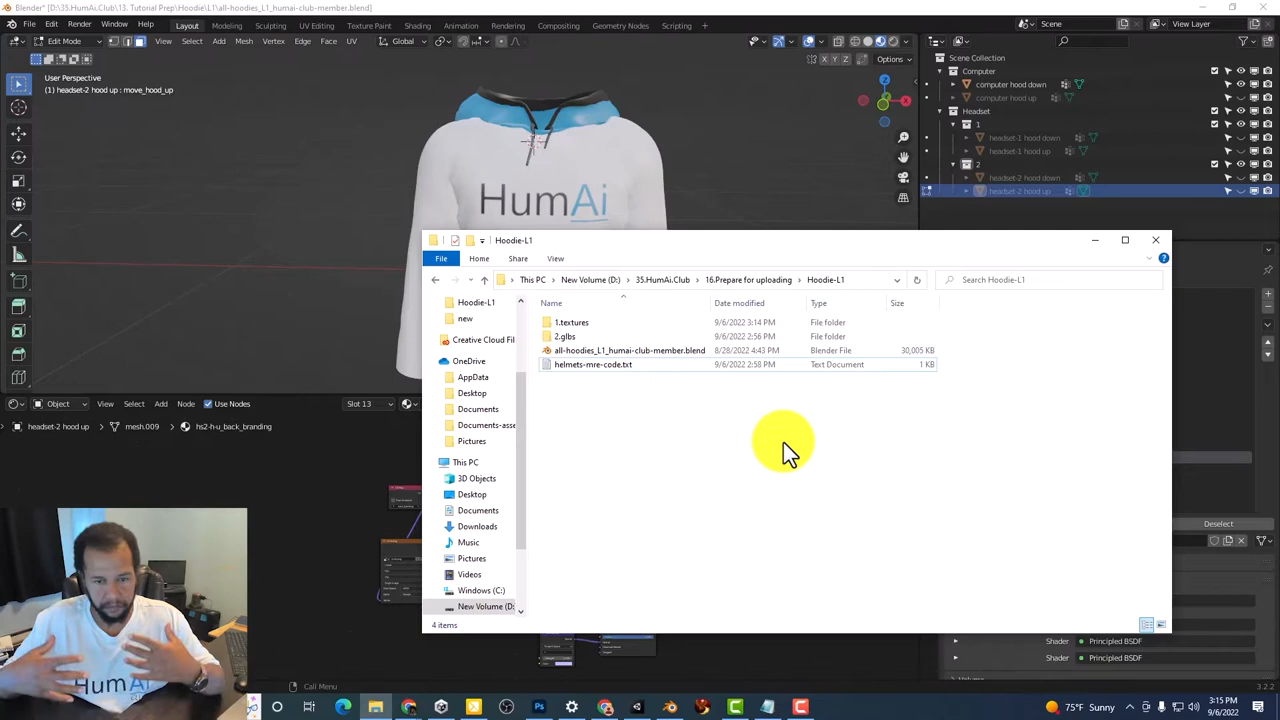 Blender* [D:\35.HumAi.Club\13. Tutorial Prep\Hoodie\L1\all-hoodies_L1_humai-club-member.blend]
File Edit Render Window Help Layout Modeling Sculpting UV Editing Texture Paint Shading Animation Rendering Compositing Geometry Nodes Scripting + Scene View Layer
Edit Mode View Select Add Mesh Vertex Edge Face UV Global
X Y Z Options
User Perspective
(1) headset-2 hood up : move_hood_up
Scene Collection
Computer
computer hood down
computer hood up
Headset
1
headset-1 hood down
headset-1 hood up
2
headset-2 hood down
headset-2 hood up
HumAi
Hoodie-L1
File Home Share View
This PC New Volume (D:) 35.HumAi.Club 16.Prepare for uploading Hoodie-L1 Search Hoodie-L1
Name Date modified Type Size
1.textures 9/6/2022 3:14 PM File folder
2.glbs 9/6/2022 2:56 PM File folder
all-hoodies_L1_humai-club-member.blend 8/28/2022 4:43 PM Blender File 30,005 KB
helmets-mre-code.txt 9/6/2022 2:58 PM Text Document 1 KB
Hoodie-L1
new
Creative Cloud Fil
OneDrive
AppData
Desktop
Documents
Documents-asse
Pictures
This PC
3D Objects
Desktop
Documents
Downloads
Music
Pictures
Videos
Windows (C:)
New Volume (D:
4 items
Object View Select Add Node Use Nodes Slot 13
headset-2 hood up mesh.009 hs2-h-u_back_branding
Deselect
Shader Principled BSDF
Shader Principled BSDF
HumAi
Call Menu
3.2.2
75°F Sunny
3:15 PM
9/6/2022